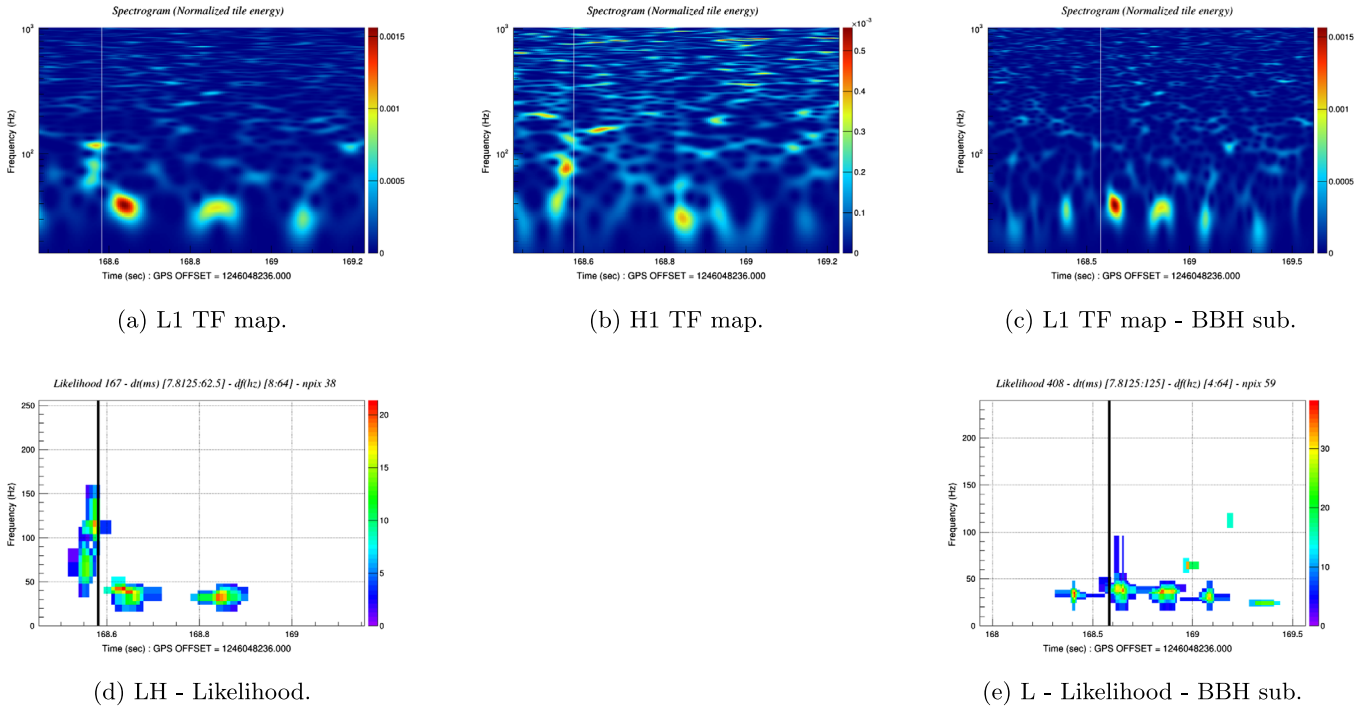 Spectrogram (Normalized tile energy)
10³
Frequency (Hz)
10²
168.6 168.8 169 169.2
Time (sec) : GPS OFFSET = 1246048236.000
0.0015
0.001
0.0005
0
(a) L1 TF map.
Spectrogram (Normalized tile energy)
×10⁻³
10³
Frequency (Hz)
10²
168.6 168.8 169 169.2
Time (sec) : GPS OFFSET = 1246048236.000
0.5
0.4
0.3
0.2
0.1
0
(b) H1 TF map.
Spectrogram (Normalized tile energy)
10³
Frequency (Hz)
10²
168.5 169 169.5
Time (sec) : GPS OFFSET = 1246048236.000
0.0015
0.001
0.0005
0
(c) L1 TF map - BBH sub.
Likelihood 167 - dt(ms) [7.8125:62.5] - df(hz) [8:64] - npix 38
Frequency (Hz)
250
200
150
100
50
0
168.6 168.8 169
Time (sec) : GPS OFFSET = 1246048236.000
20
15
10
5
0
(d) LH - Likelihood.
Likelihood 408 - dt(ms) [7.8125:125] - df(hz) [4:64] - npix 59
Frequency (Hz)
200
150
100
50
0
168 168.5 169 169.5
Time (sec) : GPS OFFSET = 1246048236.000
30
20
10
0
(e) L - Likelihood - BBH sub.